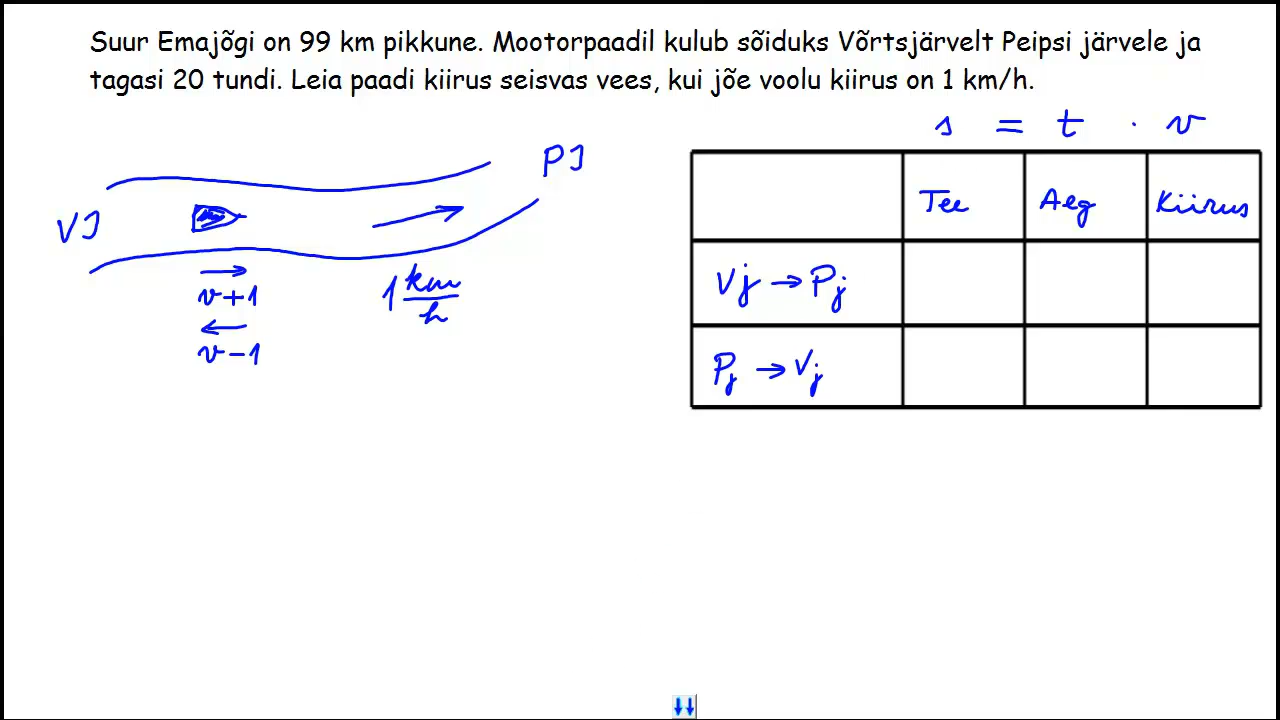 Suur Emajõgi on 99 km pikkune. Mootorpaadil kulub sõiduks Võrtsjärvelt Peipsi järvele ja
tagasi 20 tundi. Leia paadi kiirus seisvas vees, kui jõe voolu kiirus on 1 km/h.
s = t · v
PJ
VJ
Tee Aeg Kiirus
v+1
1 km/h
Vj → Pj
v-1
Pj → Vj